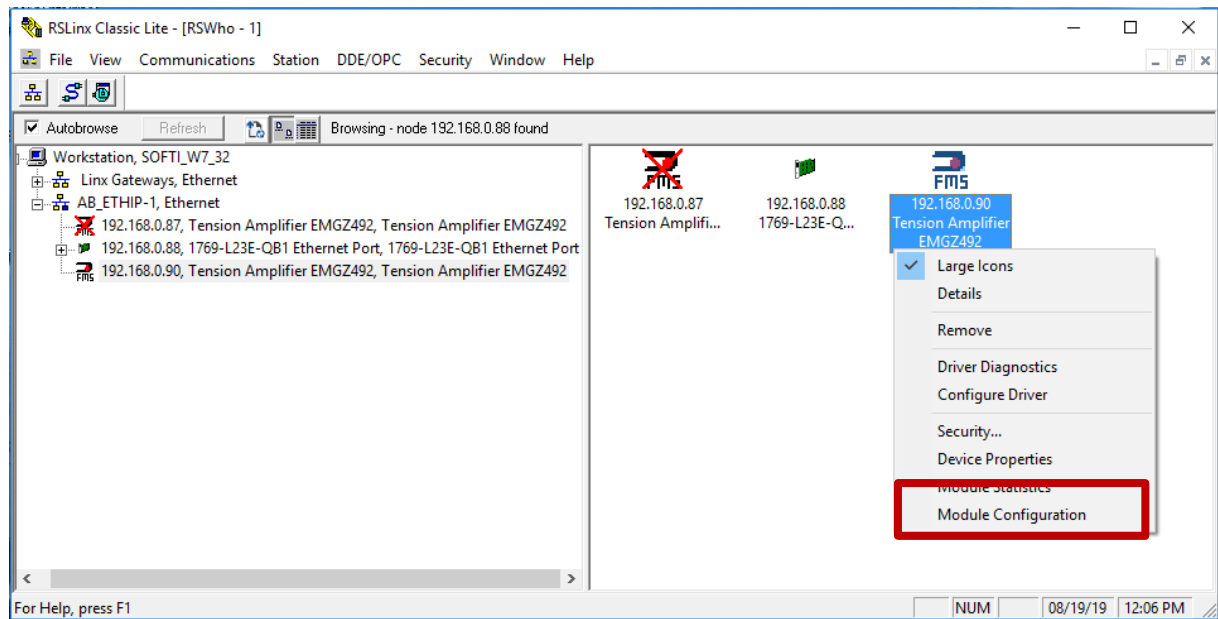 RSLinx Classic Lite - [RSWho - 1]
File View Communications Station DDE/OPC Security Window Help
Autobrowse Refresh Browsing - node 192.168.0.88 found
Workstation, SOFTI_W7_32
Linx Gateways, Ethernet
AB_ETHIP-1, Ethernet
192.168.0.87, Tension Amplifier EMGZ492, Tension Amplifier EMGZ492
192.168.0.88, 1769-L23E-QB1 Ethernet Port, 1769-L23E-QB1 Ethernet Port
FMS 192.168.0.90, Tension Amplifier EMGZ492, Tension Amplifier EMGZ492
FMS
192.168.0.87
Tension Amplifi...
192.168.0.88
1769-L23E-Q...
FMS
192.168.0.90
Tension Amplifier
EMGZ492
Large Icons
Details
Remove
Driver Diagnostics
Configure Driver
Security...
Device Properties
Module Statistics
Module Configuration
For Help, press F1
NUM 08/19/19 12:06 PM